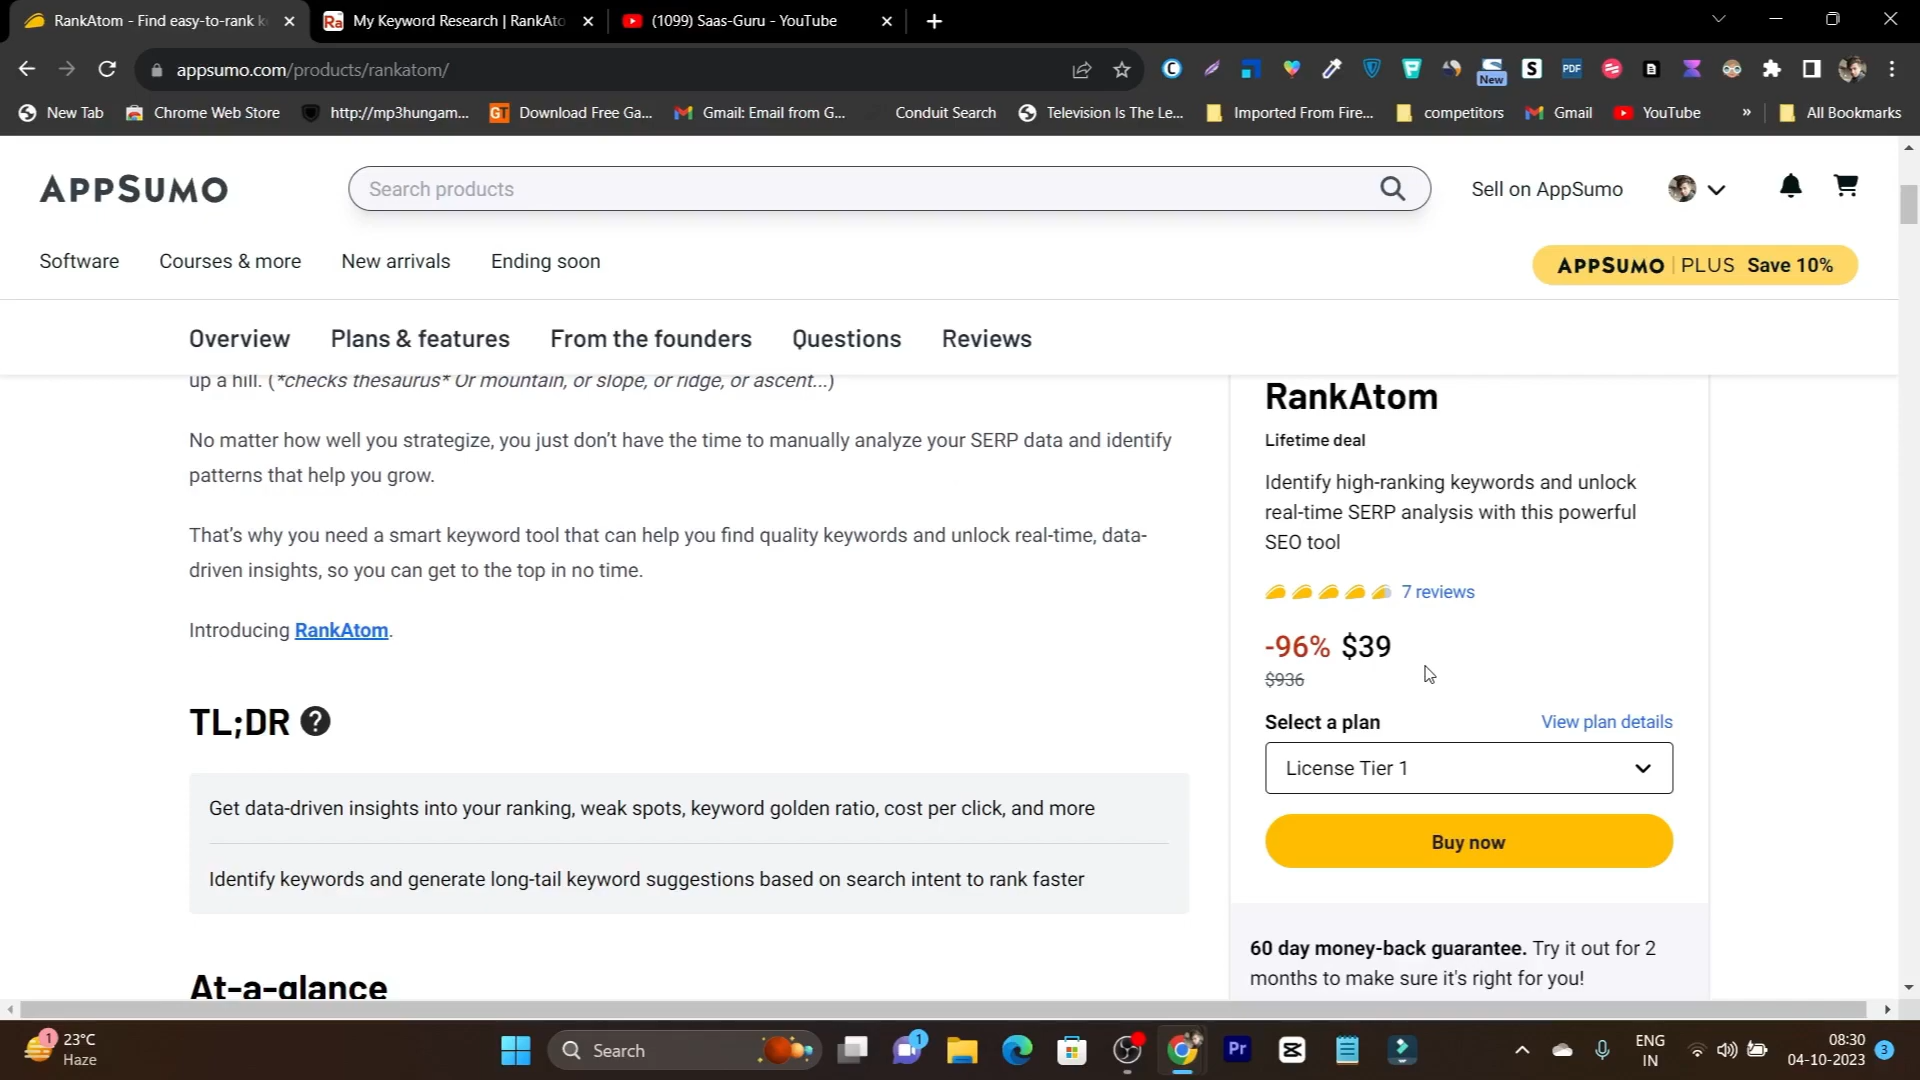 RankAtom - Find easy-to-rank k
My Keyword Research | RankAto
(1099) Saas-Guru - YouTube
appsumo.com/products/rankatom/
New
PDF
New Tab
Chrome Web Store
http://mp3hungam...
GT
Download Free Ga...
Gmail: Email from G...
Conduit Search
Television Is The Le...
Imported From Fire...
competitors
Gmail
YouTube
»
All Bookmarks
APPSUMO
Search products
Sell on AppSumo
Software
Courses & more
New arrivals
Ending soon
APPSUMO | PLUS Save 10%
Overview
Plans & features
From the founders
Questions
Reviews
up a hill. (*checks thesaurus* Or mountain, or slope, or ridge, or ascent...)
No matter how well you strategize, you just don't have the time to manually analyze your SERP data and identify
patterns that help you grow.
That's why you need a smart keyword tool that can help you find quality keywords and unlock real-time, data-
driven insights, so you can get to the top in no time.
Introducing RankAtom.
TL;DR ?
Get data-driven insights into your ranking, weak spots, keyword golden ratio, cost per click, and more
Identify keywords and generate long-tail keyword suggestions based on search intent to rank faster
At-a-glance
RankAtom
Lifetime deal
Identify high-ranking keywords and unlock
real-time SERP analysis with this powerful
SEO tool
7 reviews
-96% $39
$936
Select a plan
View plan details
License Tier 1
Buy now
60 day money-back guarantee. Try it out for 2
months to make sure it's right for you!
1
23°C
Haze
Search
1
Pr
ENG
IN
08:30
04-10-2023
3